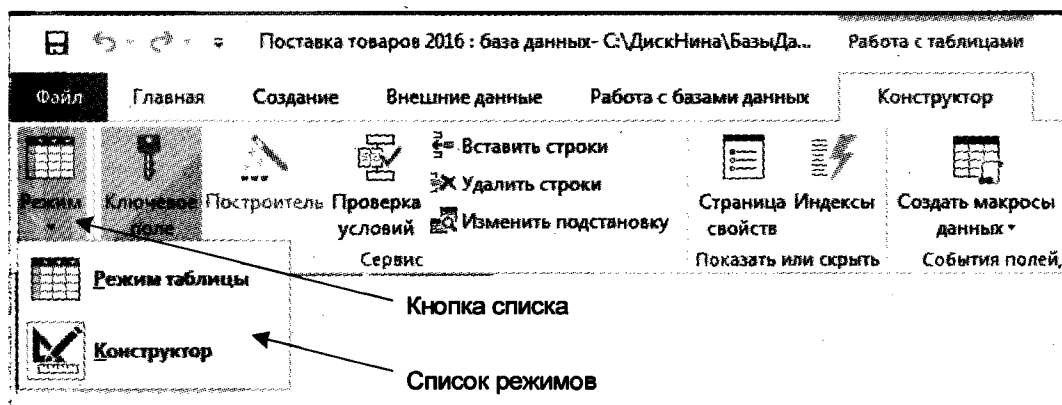 Поставка товаров 2016 : база данных- C:\ДискНина\БазыДа... Работа с таблицами
Файл Главная Создание Внешние данные Работа с базами данных Конструктор
Режим Ключевое поле Построитель Проверка условий Вставить строки Удалить строки Изменить подстановку Страница свойств Индексы Создать макросы данных
Сервис Показать или скрыть События полей,
Режим таблицы
Кнопка списка
Конструктор
Список режимов